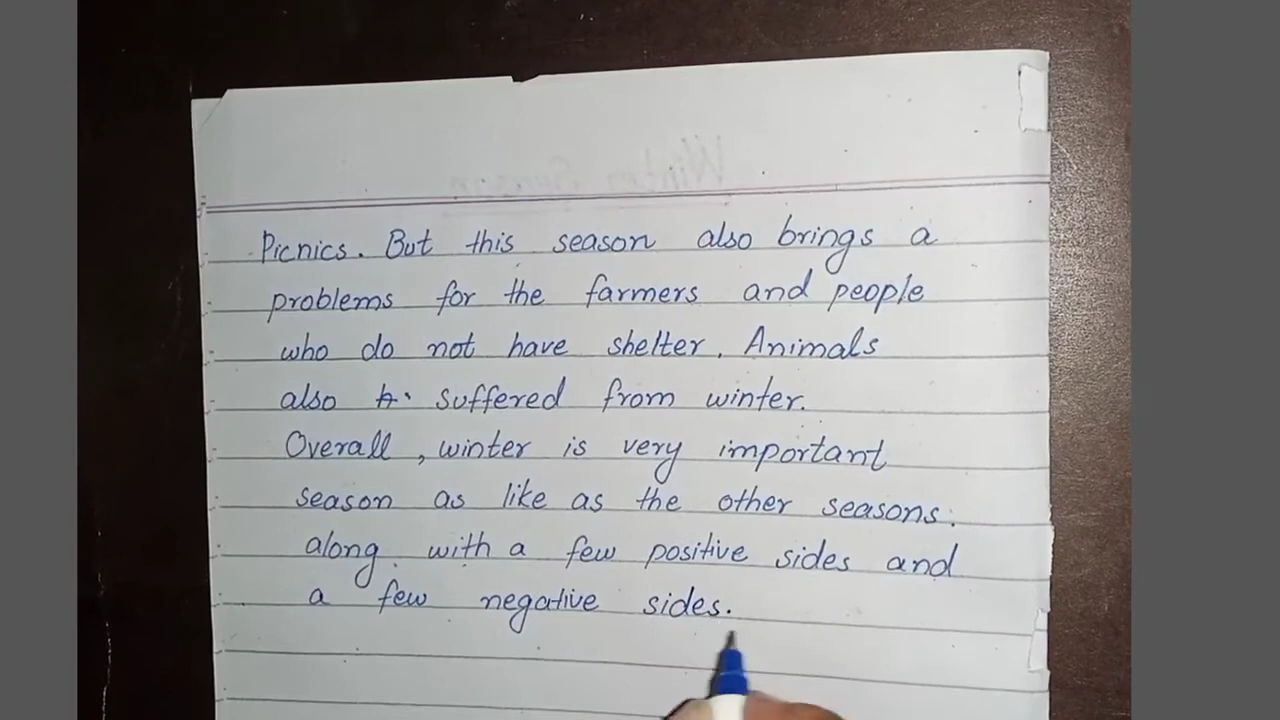 Picnics. But this season also brings a
problems for the farmers and people
who do not have shelter. Animals
also suffered from winter.
Overall, winter is very important
season as like as the other seasons.
along with a few positive sides and
a few negative sides.